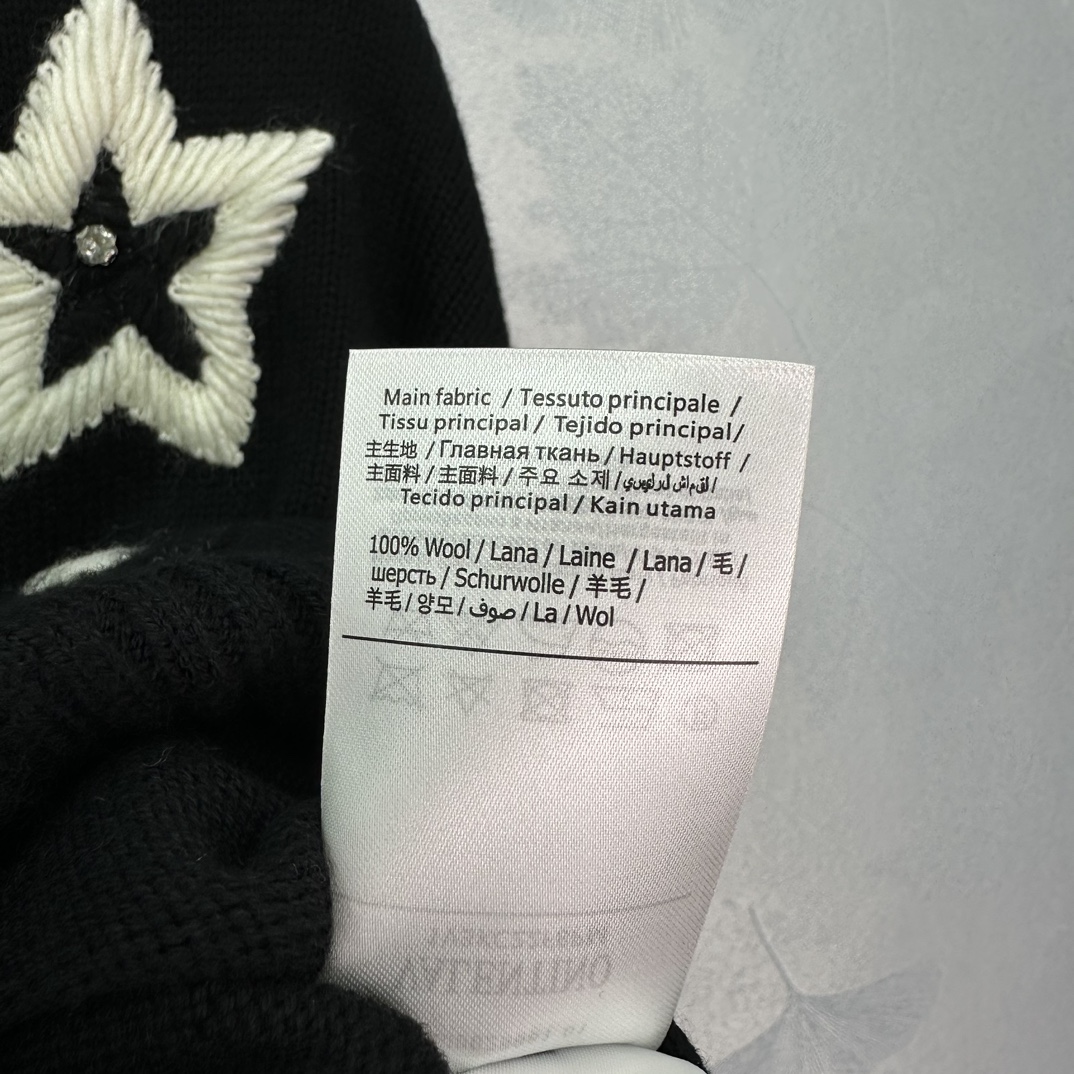 Main fabric / Tessuto principale /
Tissu principal / Tejido principal/
主生地 / Главная ткань / Hauptstoff /
主面料 / 主面料 / 주요 소제 / /
Tecido principal / Kain utama
100% Wool / Lana / Laine / Lana / 毛 /
шерсть / Schurwolle / 羊毛 /
羊毛 / 양모 / صوف / La / Wol
VALENTINO